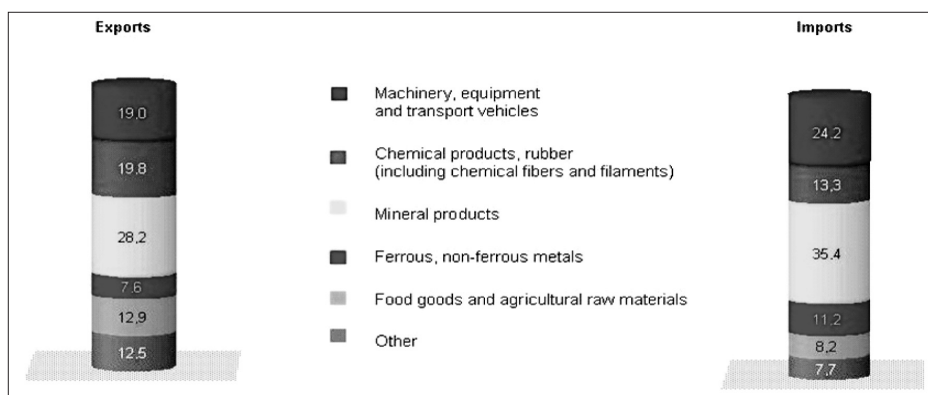 Exports
Imports
19.0
19.8
28.2
7.6
12.9
12.5
Machinery, equipment
and transport vehicles
Chemical products, rubber
(including chemical fibers and filaments)
Mineral products
Ferrous, non-ferrous metals
Food goods and agricultural raw materials
Other
24.2
13,3
35.4
11.2
8,2
7.7